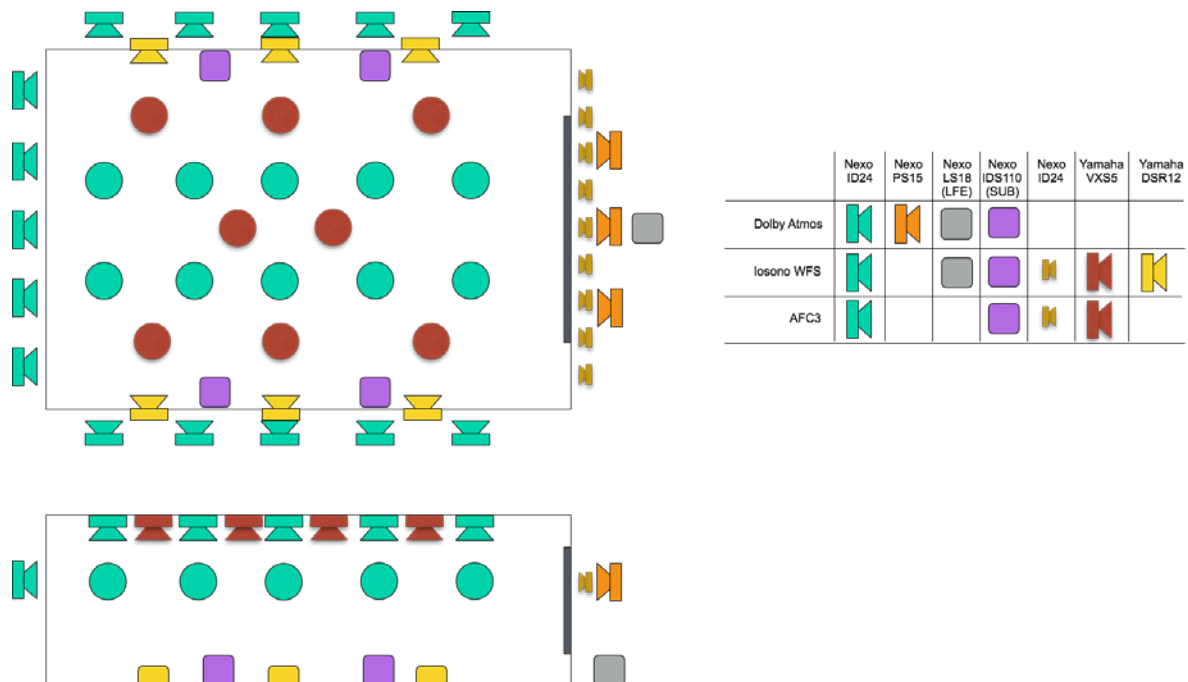 Nexo Nexo Nexo Nexo Nexo Yamaha Yamaha
ID24 PS15 LS18 IDS110 ID24 VXS5 DSR12
(LFE) (SUB)
Dolby Atmos
Iosono WFS
AFC3